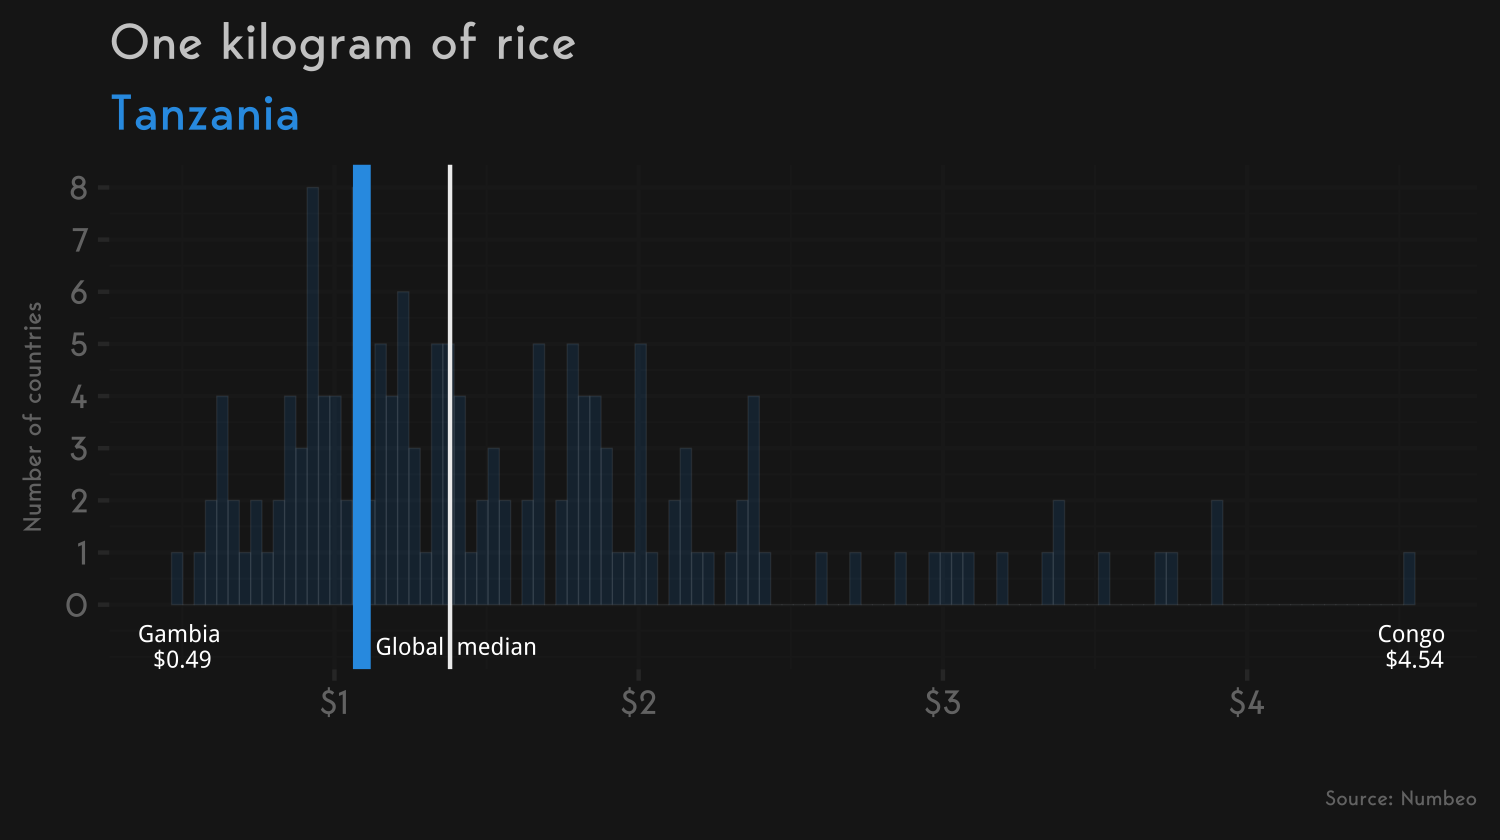 One kilogram of rice
Tanzania
Number of countries
8
7
6
5
4
3
2
1
0
Gambia
$0.49
Global median
Congo
$4.54
$1
$2
$3
$4
Source: Numbeo